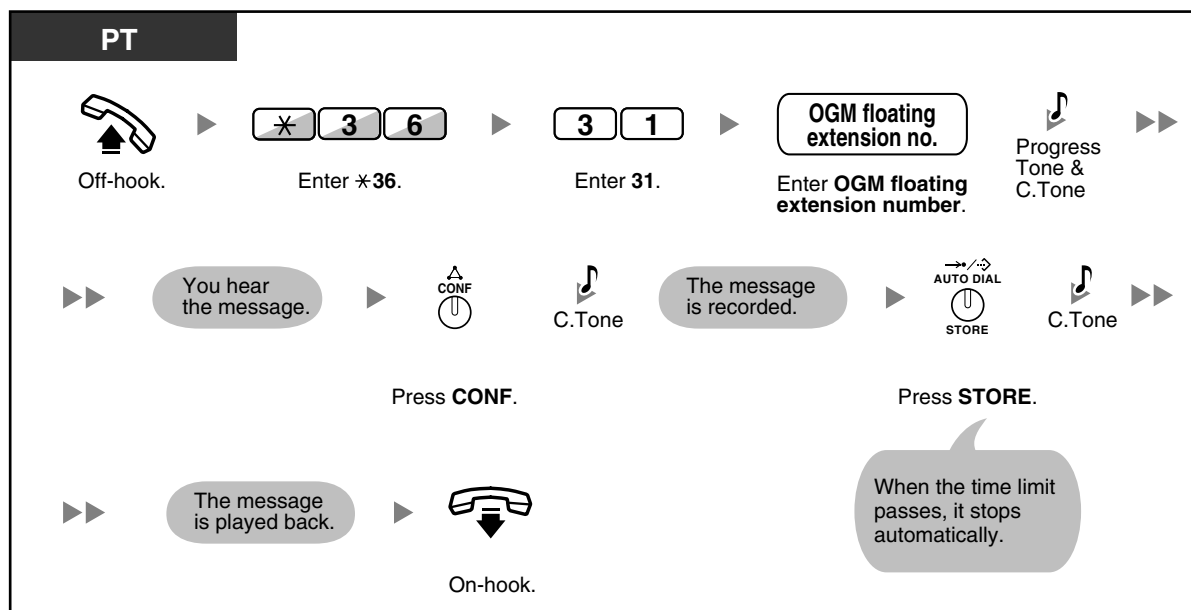 PT
✳ 3 6
3 1
OGM floating
extension no.
Off-hook.
Enter ✳36.
Enter 31.
Enter OGM floating
extension number.
Progress
Tone &
C.Tone
You hear
the message.
CONF
C.Tone
The message
is recorded.
AUTO DIAL
STORE
C.Tone
Press CONF.
Press STORE.
The message
is played back.
On-hook.
When the time limit
passes, it stops
automatically.